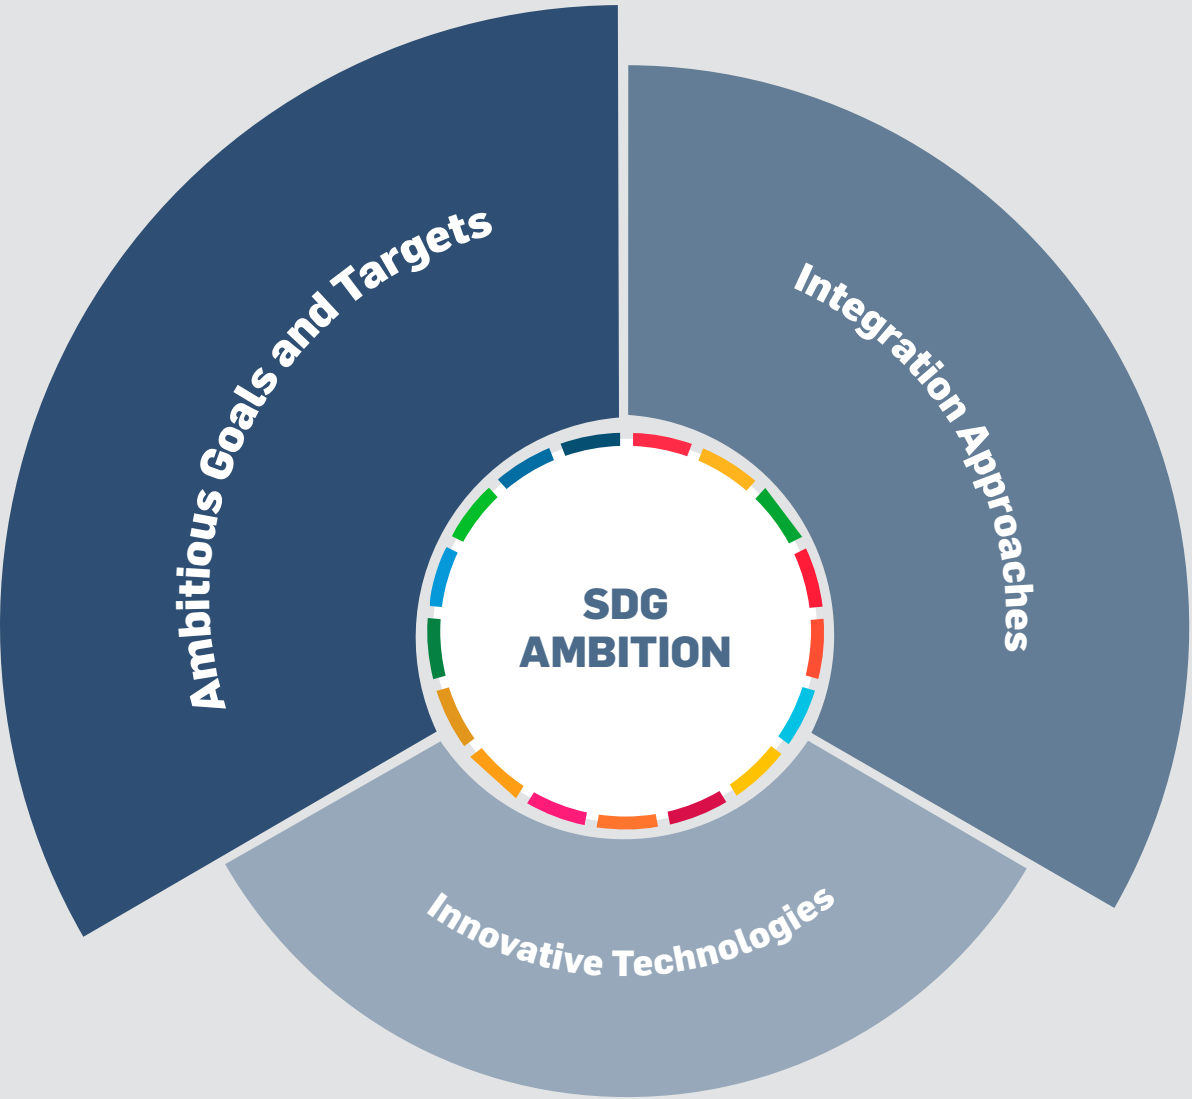 Ambitious Goals and Targets
Integration Approaches
SDG
AMBITION
Innovative Technologies